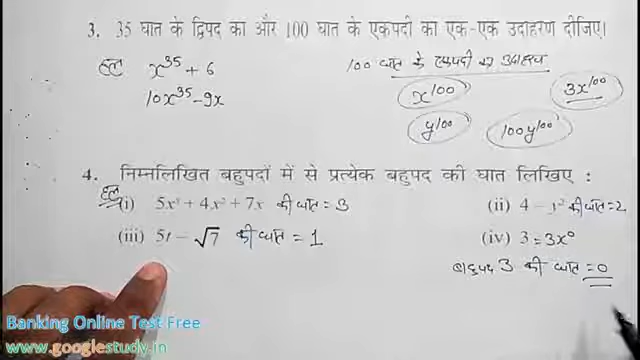 3. 35 घात के द्विपद का और 100 घात के एकपदी का एक-एक उदाहरण दीजिए।
हल x³⁵ + 6
10x³⁵ - 9x
100 घात के एकपदी का उदाहरण
x¹⁰⁰ 3x¹⁰⁰
y¹⁰⁰ 100y¹⁰⁰
4. निम्नलिखित बहुपदों में से प्रत्येक बहुपद की घात लिखिए :
हल (i) 5x³ + 4x² + 7x की घात = 3 (ii) 4 – y² की घात = 2
(iii) 5t – √7 की घात = 1 (iv) 3 = 3x⁰
बहुपद 3 की घात = 0
Banking Online Test Free
www.googlestudy.in